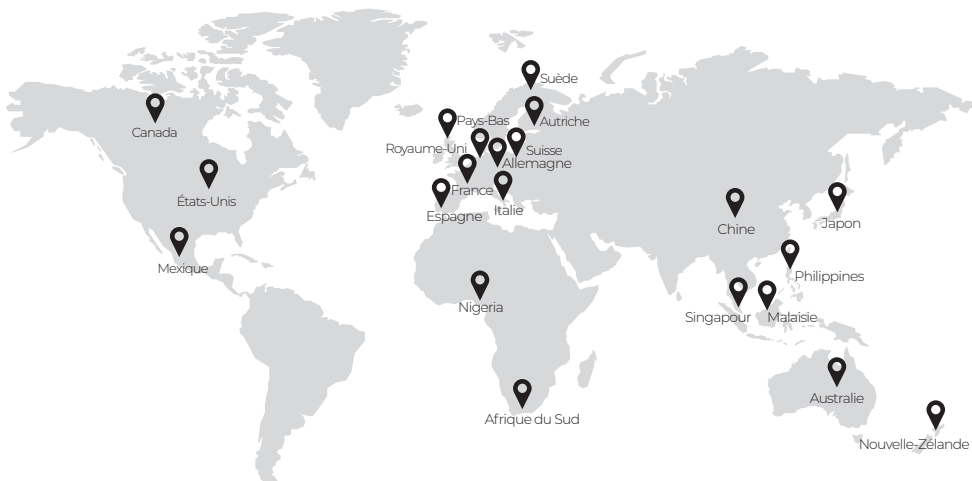 Suède
Canada
Pays-Bas
Autriche
Royaume-Uni
Suisse
Allemagne
États-Unis
France
Italie
Espagne
Chine
Japon
Mexique
Philippines
Nigeria
Singapour
Malaisie
Australie
Afrique du Sud
Nouvelle-Zélande